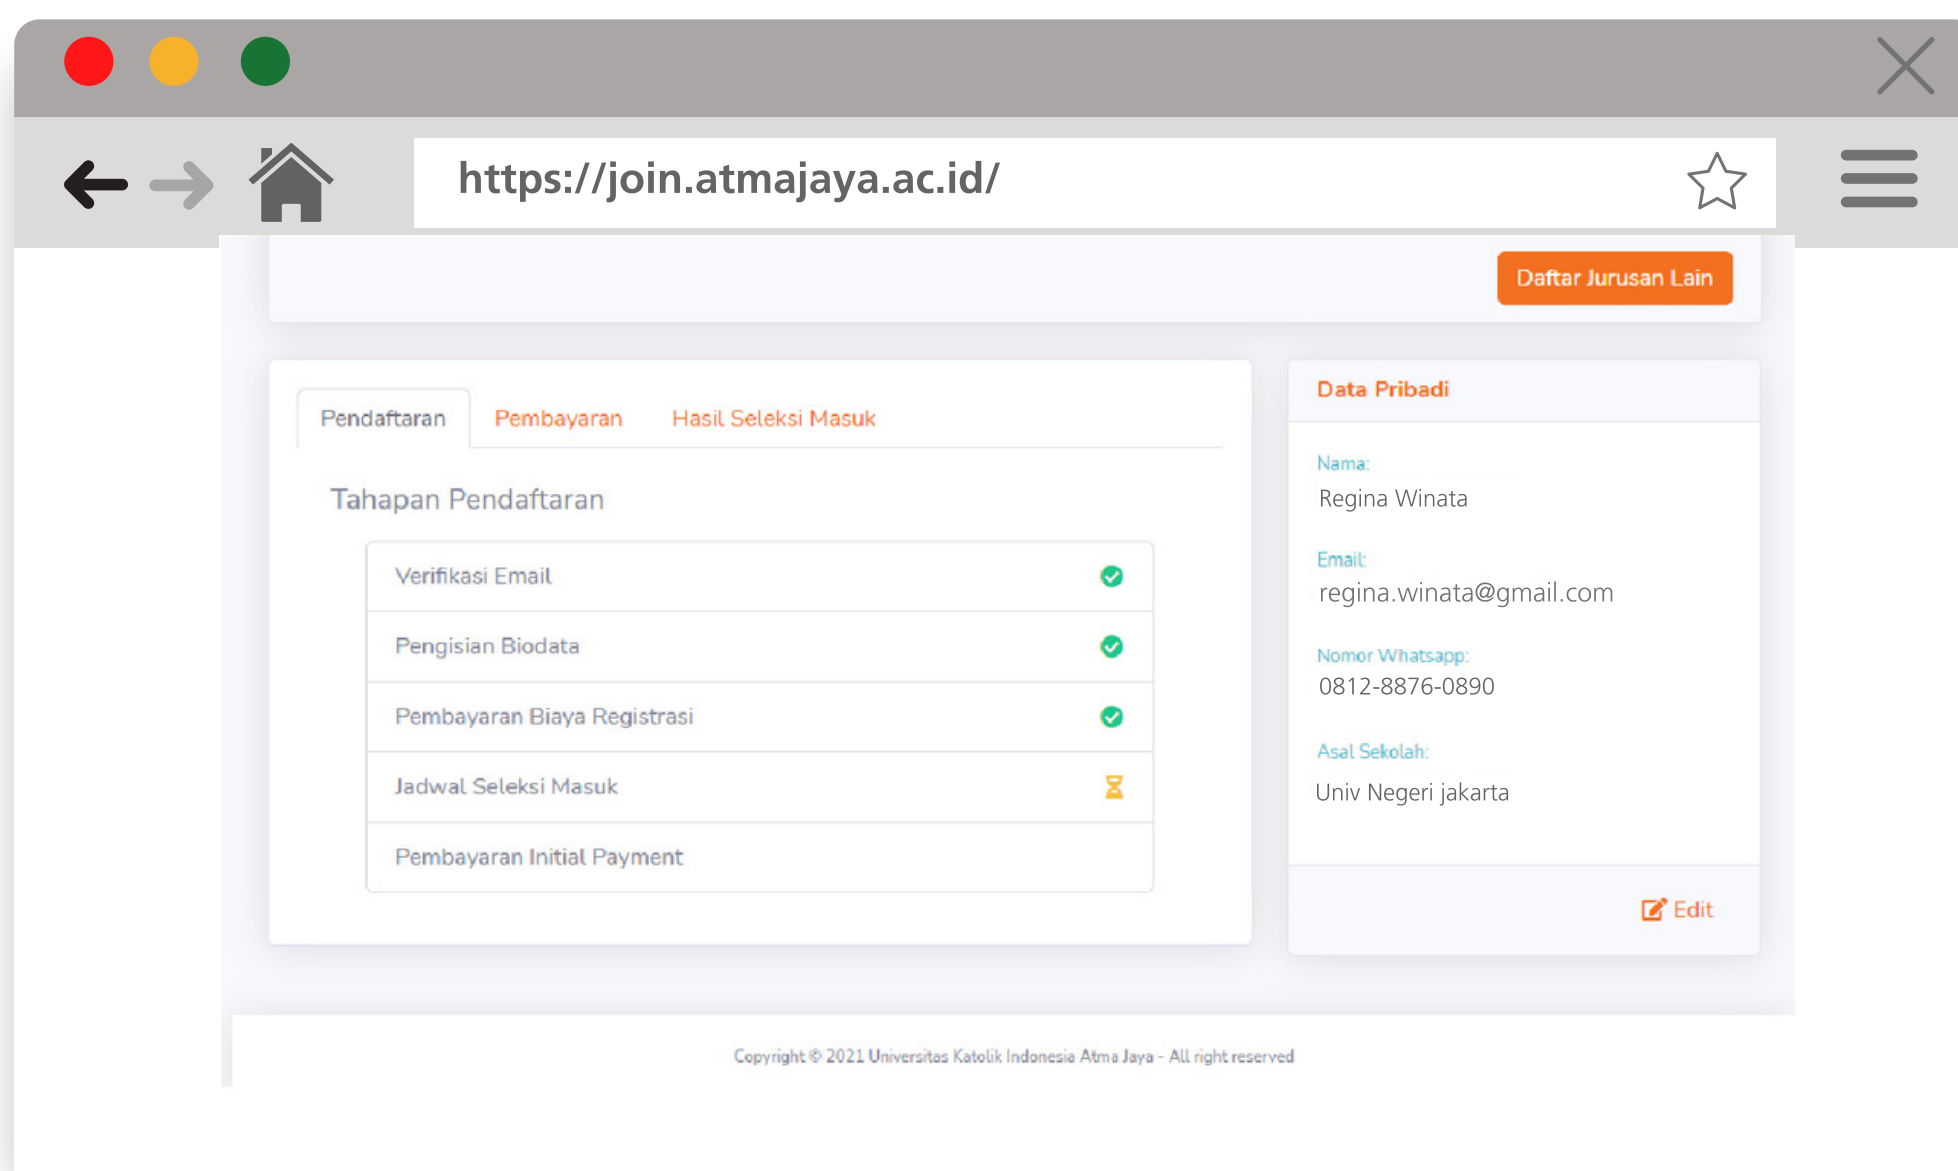 https://join.atmajaya.ac.id/
Daftar Jurusan Lain
Pendaftaran
Pembayaran
Hasil Seleksi Masuk
Tahapan Pendaftaran
Verifikasi Email
Pengisian Biodata
Pembayaran Biaya Registrasi
Jadwal Seleksi Masuk
Pembayaran Initial Payment
Data Pribadi
Nama:
Regina Winata
Email:
regina.winata@gmail.com
Nomor Whatsapp:
0812-8876-0890
Asal Sekolah:
Univ Negeri jakarta
Edit
Copyright © 2021 Universitas Katolik Indonesia Atma Jaya - All right reserved